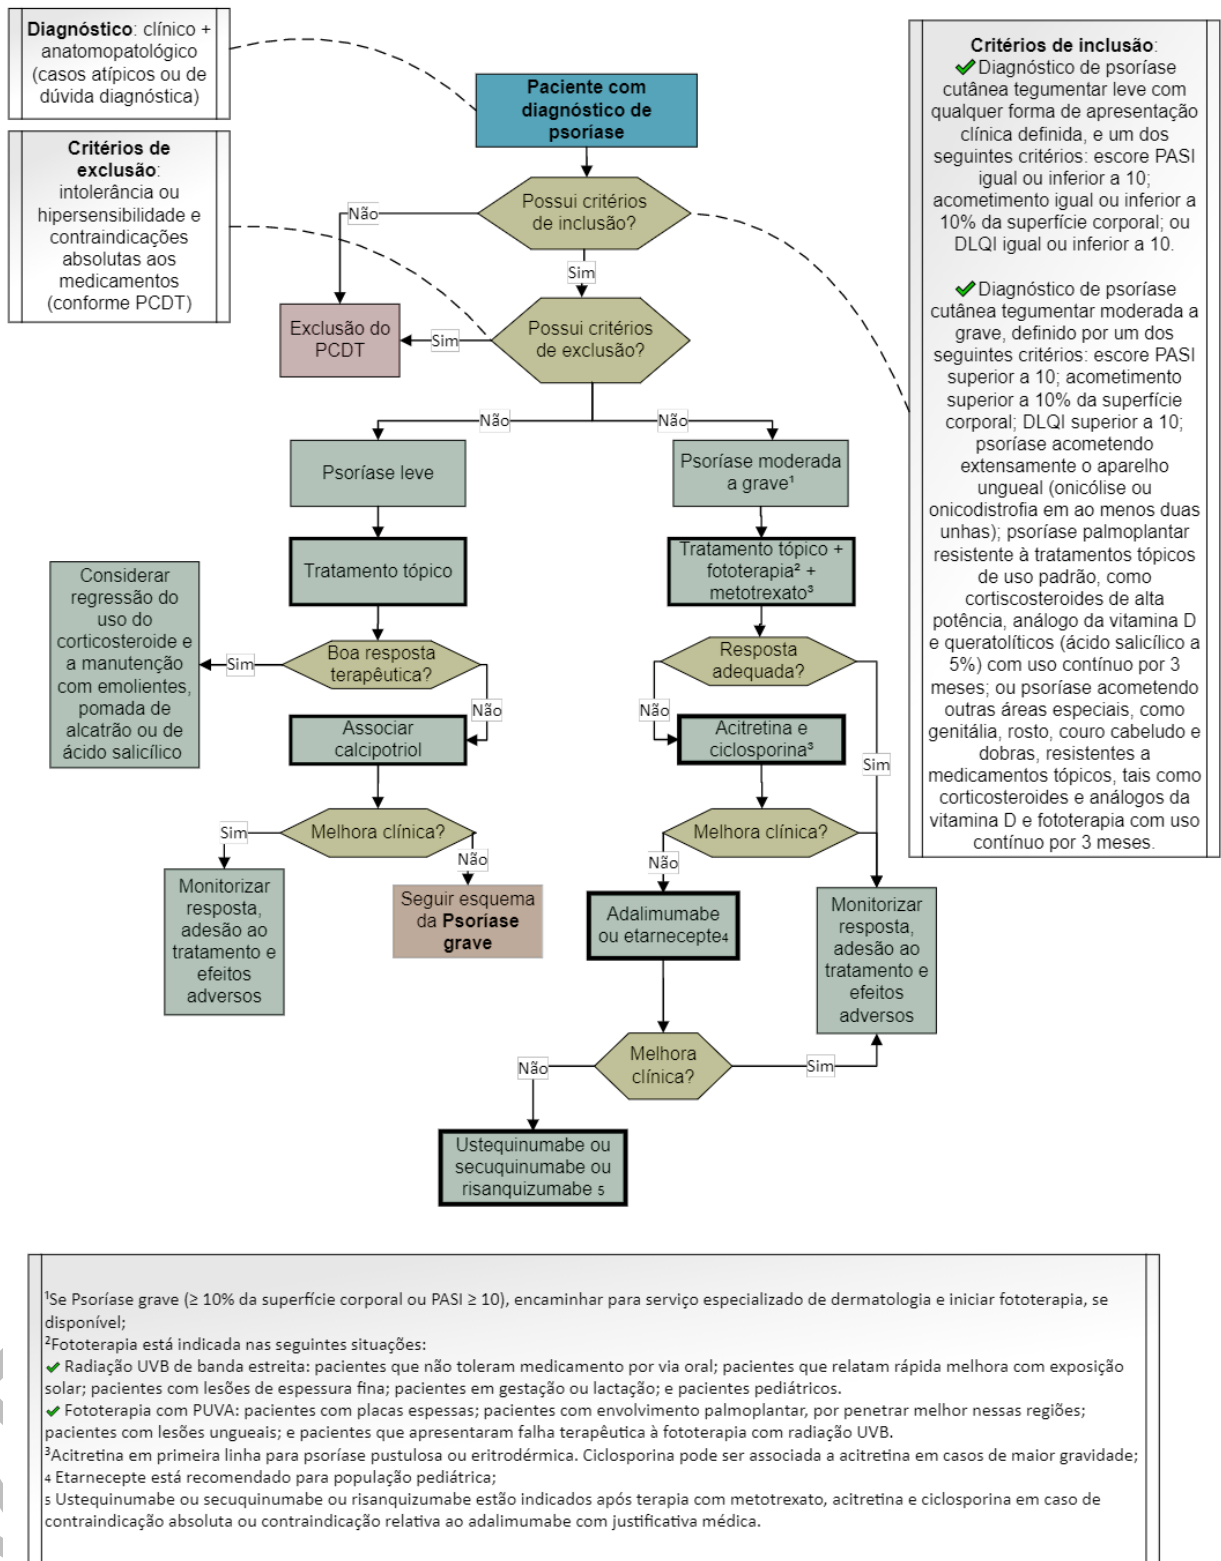 Diagnóstico: clínico +
anatomopatológico
(casos atípicos ou de
dúvida diagnóstica)
Critérios de
exclusão:
intolerância ou
hipersensibilidade e
contraindicações
absolutas aos
medicamentos
(conforme PCDT)
Paciente com
diagnóstico de
psoríase
Possui critérios
de inclusão?
Não
Sim
Exclusão do
PCDT
Sim
Possui critérios
de exclusão?
Não
Não
Critérios de inclusão:
Diagnóstico de psoríase
cutânea tegumentar leve com
qualquer forma de apresentação
clínica definida, e um dos
seguintes critérios: escore PASI
igual ou inferior a 10;
acometimento igual ou inferior a
10% da superfície corporal; ou
DLQI igual ou inferior a 10.
Diagnóstico de psoríase
cutânea tegumentar moderada a
grave, definido por um dos
seguintes critérios: escore PASI
superior a 10; acometimento
superior a 10% da superfície
corporal; DLQI superior a 10;
psoríase acometendo
extensamente o aparelho
ungueal (onicólise ou
onicodistrofia em ao menos duas
unhas); psoríase palmoplantar
resistente à tratamentos tópicos
de uso padrão, como
cortiscosteroides de alta
potência, análogo da vitamina D
e queratolíticos (ácido salicílico a
5%) com uso contínuo por 3
meses; ou psoríase acometendo
outras áreas especiais, como
genitália, rosto, couro cabeludo e
dobras, resistentes a
medicamentos tópicos, tais como
corticosteroides e análogos da
vitamina D e fototerapia com uso
contínuo por 3 meses.
Psoríase leve
Tratamento tópico
Boa resposta
terapêutica?
Sim
Considerar
regressão do
uso do
corticosteroide e
a manutenção
com emolientes,
pomada de
alcatrão ou de
ácido salicílico
Não
Associar
calcipotriol
Melhora clínica?
Sim
Monitorizar
resposta,
adesão ao
tratamento e
efeitos
adversos
Não
Seguir esquema
da Psoríase
grave
Psoríase moderada
a grave¹
Tratamento tópico +
fototerapia² +
metotrexato³
Resposta
adequada?
Não
Acitretina e
ciclosporina³
Sim
Melhora clínica?
Não
Adalimumabe
ou etarnecepte4
Monitorizar
resposta,
adesão ao
tratamento e
efeitos
adversos
Melhora
clínica?
Não
Sim
Ustequinumabe ou
secuquinumabe ou
risanquizumabe 5
¹Se Psoríase grave (≥ 10% da superfície corporal ou PASI ≥ 10), encaminhar para serviço especializado de dermatologia e iniciar fototerapia, se
disponível;
²Fototerapia está indicada nas seguintes situações:
Radiação UVB de banda estreita: pacientes que não toleram medicamento por via oral; pacientes que relatam rápida melhora com exposição
solar; pacientes com lesões de espessura fina; pacientes em gestação ou lactação; e pacientes pediátricos.
Fototerapia com PUVA: pacientes com placas espessas; pacientes com envolvimento palmoplantar, por penetrar melhor nessas regiões;
pacientes com lesões ungueais; e pacientes que apresentaram falha terapêutica à fototerapia com radiação UVB.
³Acitretina em primeira linha para psoríase pustulosa ou eritrodérmica. Ciclosporina pode ser associada a acitretina em casos de maior gravidade;
4 Etarnecepte está recomendado para população pediátrica;
5 Ustequinumabe ou secuquinumabe ou risanquizumabe estão indicados após terapia com metotrexato, acitretina e ciclosporina em caso de
contraindicação absoluta ou contraindicação relativa ao adalimumabe com justificativa médica.